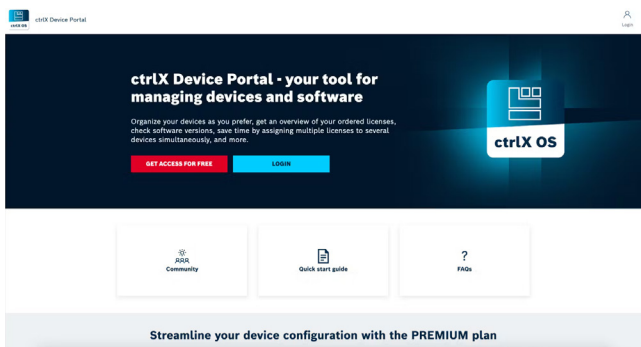 ctrlX OS
ctrlX Device Portal
Login
ctrlX Device Portal - your tool for
managing devices and software
Organize your devices as you prefer, get an overview of your ordered licenses,
check software versions, save time by assigning multiple licenses to several
devices simultaneously, and more.
GET ACCESS FOR FREE
LOGIN
ctrlX OS
Community
Quick start guide
?
FAQs
Streamline your device configuration with the PREMIUM plan